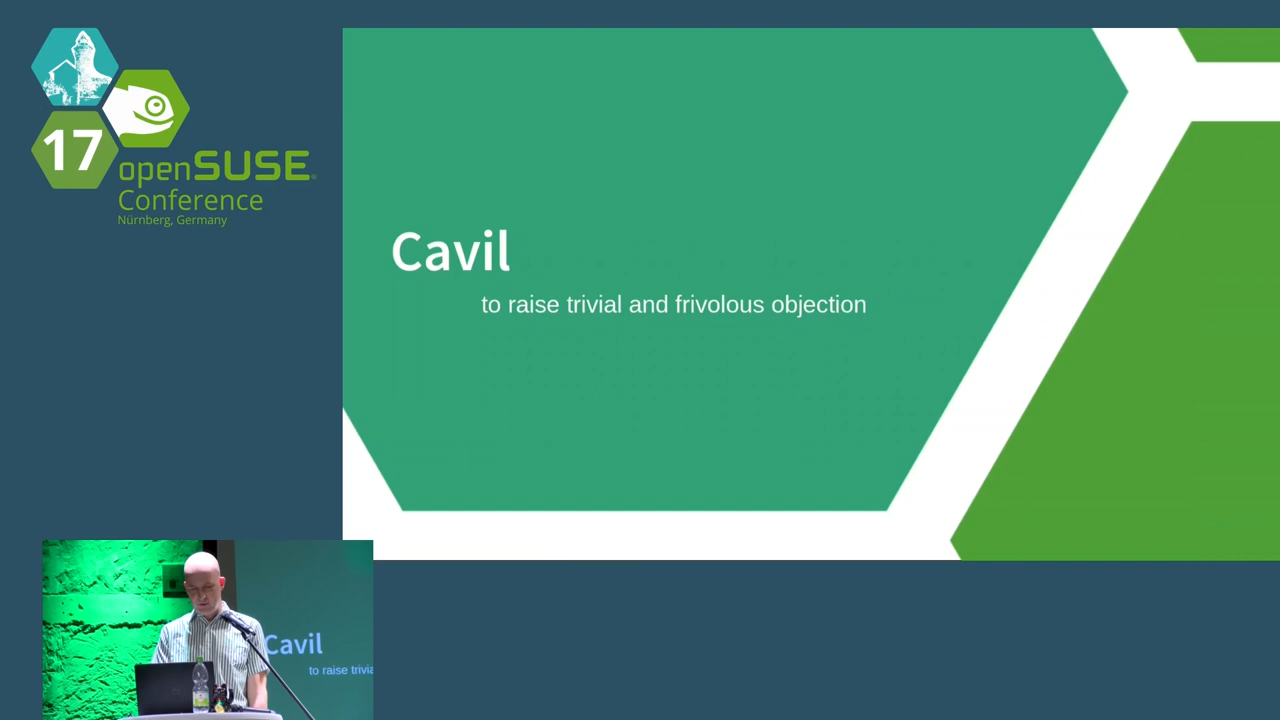 17
openSUSE
Conference
Nürnberg, Germany
Cavil
to raise trivial and frivolous objection
Cavil
to raise trivia